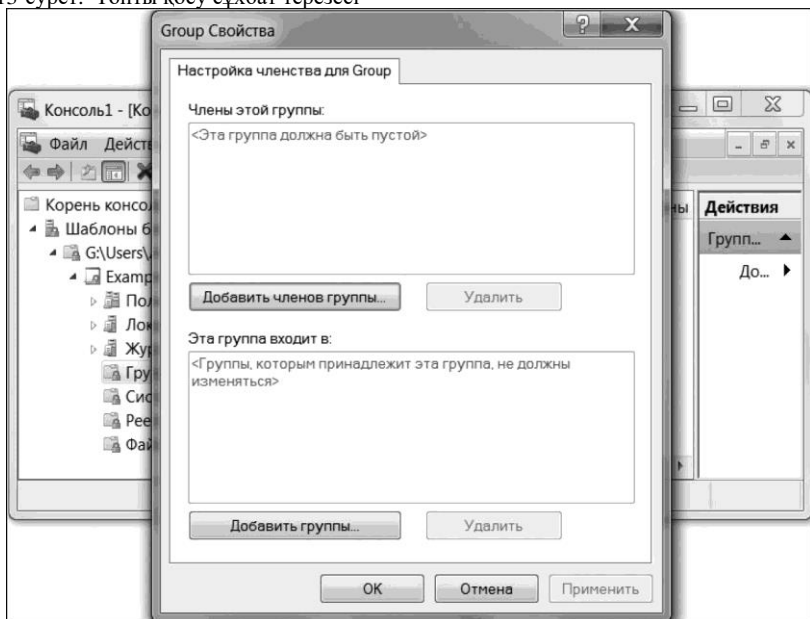 сурет. Топты қосу сұхбат терезесі
Group Свойства
Настройка членства для Group
Члены этой группы:
<Эта группа должна быть пустой>
Добавить членов группы...
Удалить
Эта группа входит в:
<Группы, которым принадлежит эта группа, не должны
изменяться>
Добавить группы...
Удалить
OK
Отмена
Применить
Консоль1 - [Ко
Файл Дейст
Корень консо
Шаблоны б
G:\Users\
Examp
Пол
Лок
Жур
Гру
Сис
Рее
Фай
ны
Действия
Групп...
До...